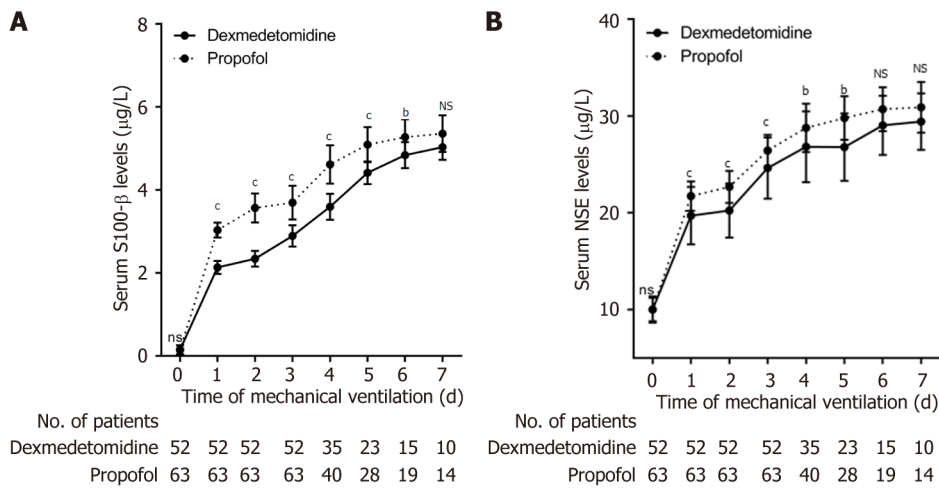 A
8
6
4
2
0
Serum S100-β levels (μg/L)
Dexmedetomidine
Propofol
ns
c
c
c
c
c
b
NS
0 1 2 3 4 5 6 7
Time of mechanical ventilation (d)
No. of patients
Dexmedetomidine 52 52 52 52 35 23 15 10
Propofol 63 63 63 63 40 28 19 14
B
40
30
20
10
Serum NSE levels (μg/L)
Dexmedetomidine
Propofol
ns
c
c
c
b
b
NS
NS
0 1 2 3 4 5 6 7
Time of mechanical ventilation (d)
No. of patients
Dexmedetomidine 52 52 52 52 35 23 15 10
Propofol 63 63 63 63 40 28 19 14